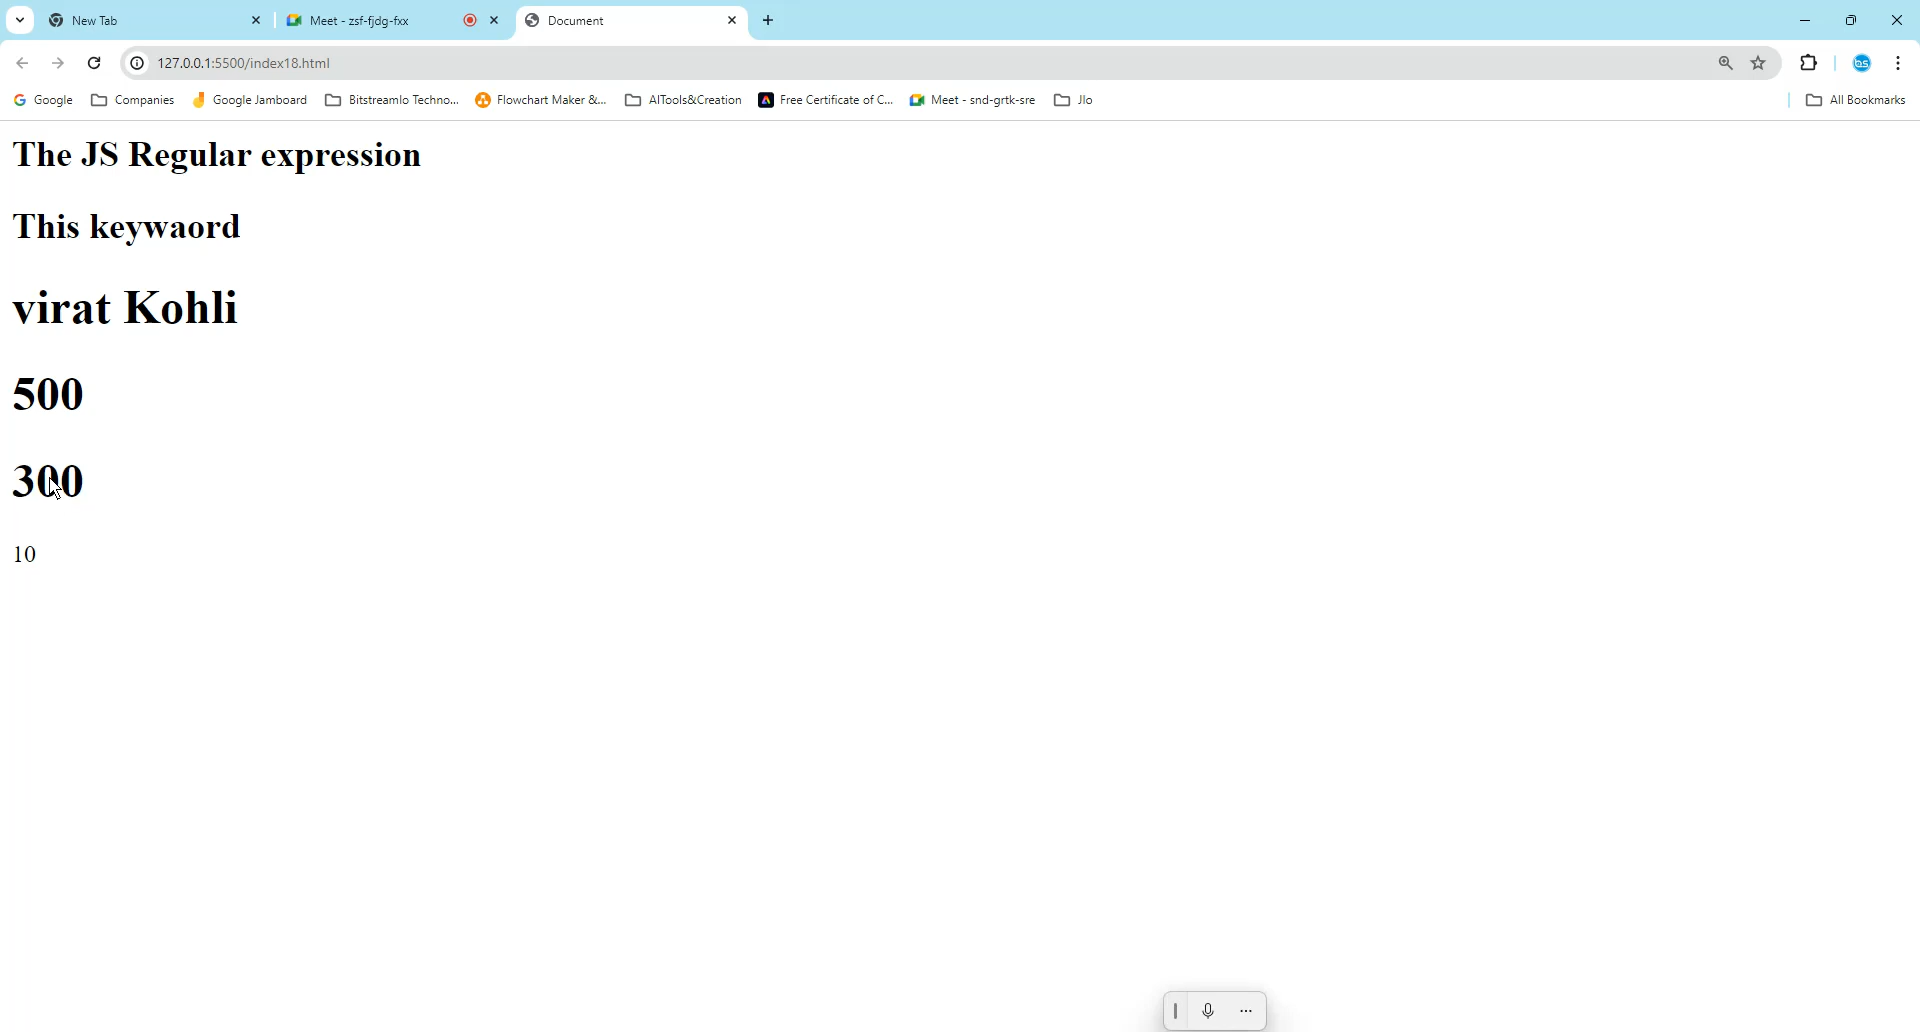 New Tab
Meet - zsf-fjdg-fxx
Document
127.0.0.1:5500/index18.html
Google
Companies
Google Jamboard
Bitstreamlo Techno...
Flowchart Maker &...
AITools&Creation
Free Certificate of C...
Meet - snd-grtk-sre
JIo
All Bookmarks
The JS Regular expression
This keywaord
virat Kohli
500
300
10